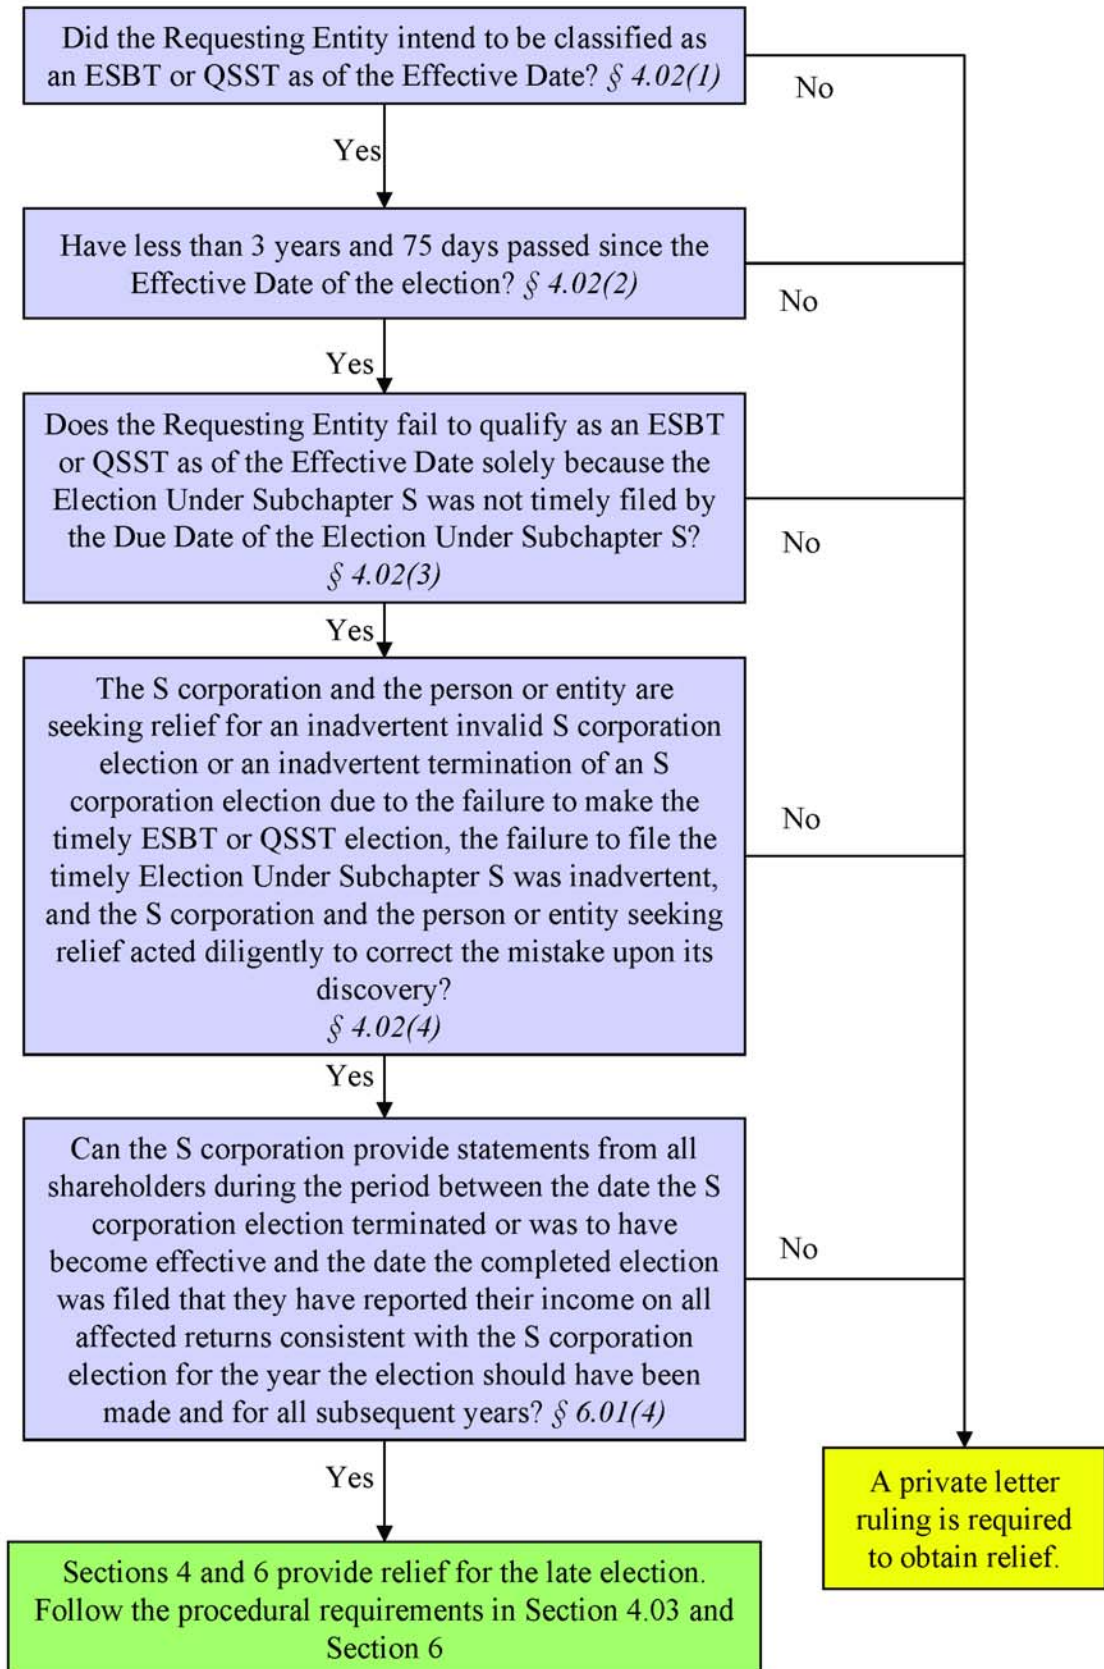 Did the Requesting Entity intend to be classified as
an ESBT or QSST as of the Effective Date? § 4.02(1)
No
Yes
Have less than 3 years and 75 days passed since the
Effective Date of the election? § 4.02(2)
No
Yes
Does the Requesting Entity fail to qualify as an ESBT
or QSST as of the Effective Date solely because the
Election Under Subchapter S was not timely filed by
the Due Date of the Election Under Subchapter S?
§ 4.02(3)
No
Yes
The S corporation and the person or entity are
seeking relief for an inadvertent invalid S corporation
election or an inadvertent termination of an S
corporation election due to the failure to make the
timely ESBT or QSST election, the failure to file the
timely Election Under Subchapter S was inadvertent,
and the S corporation and the person or entity seeking
relief acted diligently to correct the mistake upon its
discovery?
§ 4.02(4)
No
Yes
Can the S corporation provide statements from all
shareholders during the period between the date the S
corporation election terminated or was to have
become effective and the date the completed election
was filed that they have reported their income on all
affected returns consistent with the S corporation
election for the year the election should have been
made and for all subsequent years? § 6.01(4)
No
Yes
A private letter
ruling is required
to obtain relief.
Sections 4 and 6 provide relief for the late election.
Follow the procedural requirements in Section 4.03 and
Section 6